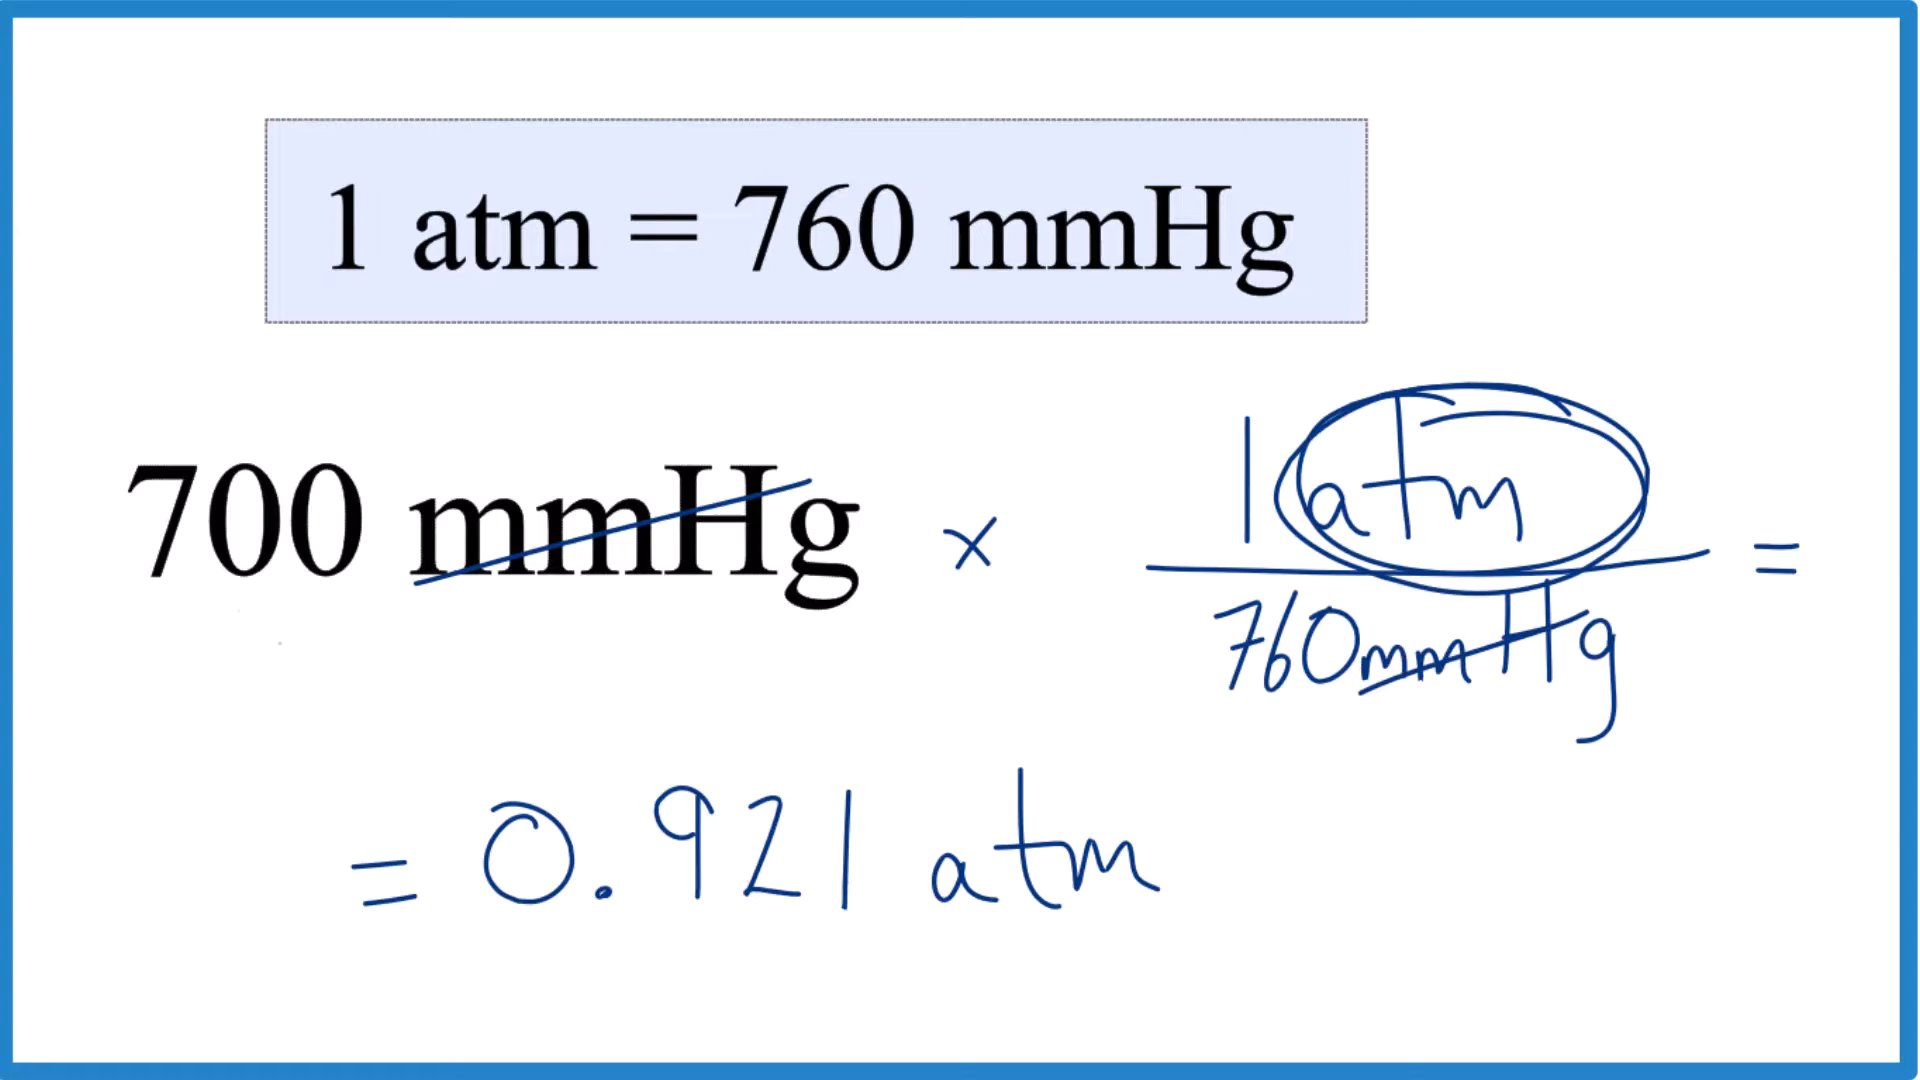 1 atm = 760 mmHg
700 mmHg × 1 atm =
760 mmHg
= 0.921 atm